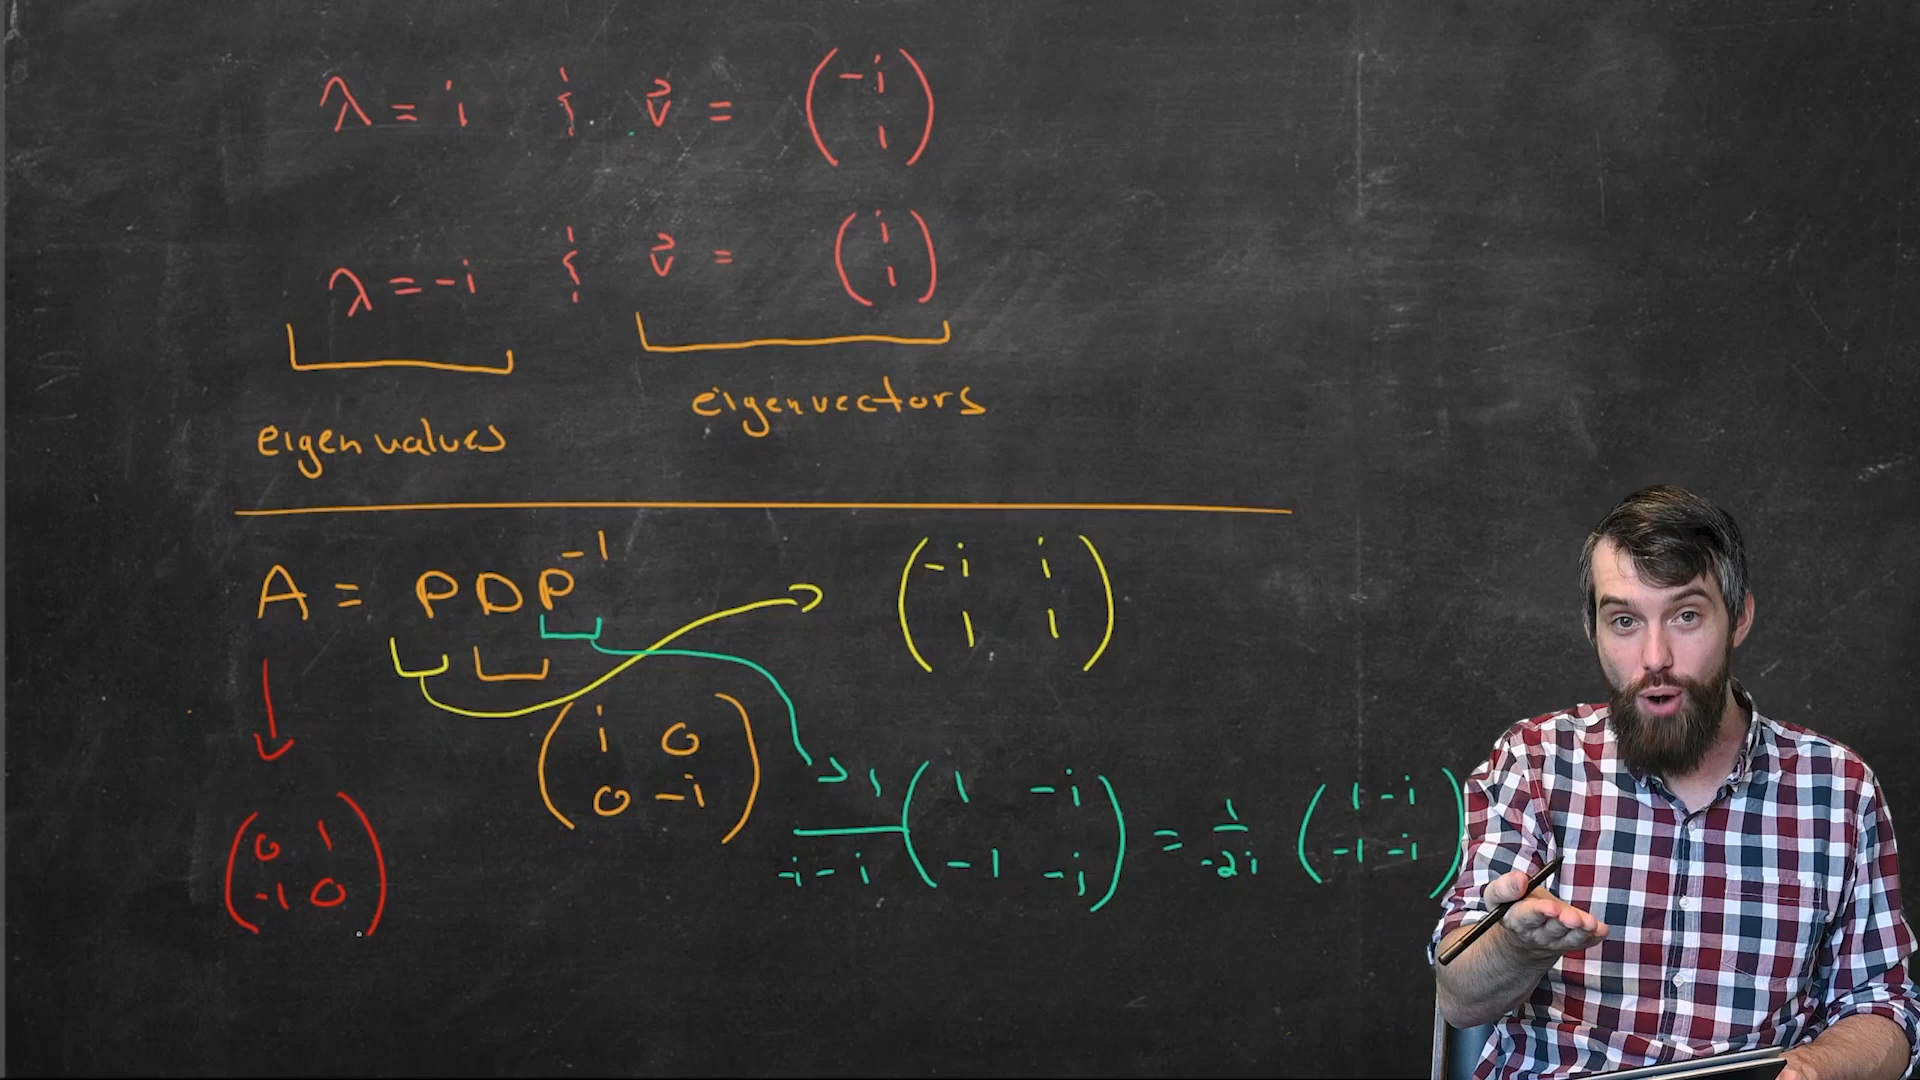 λ = i & v⃗ = (-i
1)
λ = -i & v⃗ = (i
1)
eigenvalues eigenvectors
A = PDP⁻¹ → (-i i
1 1)
(i 0
0 -i)
↓
(0 1
-1 0)
→ 1/(-i - i) (1 -i
-1 -i) = 1/(-2i) (1 -i
-1 -i)